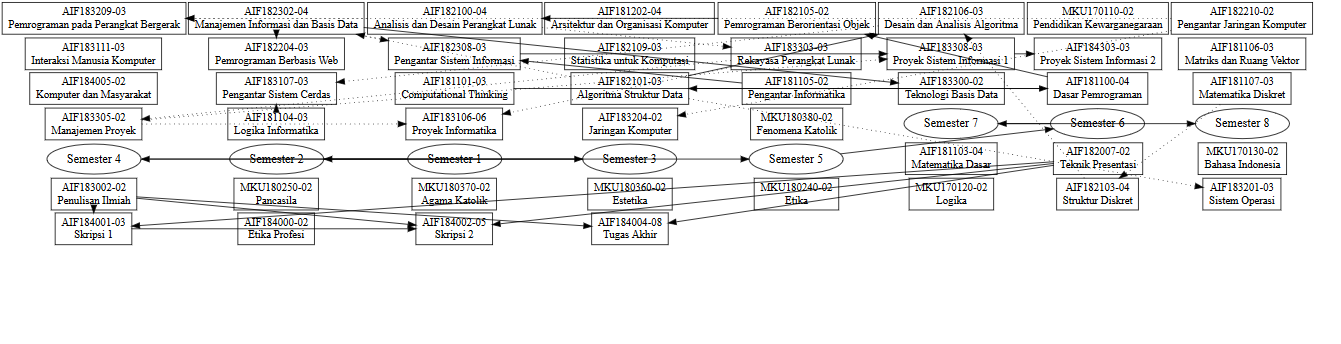 AIF183209-03
Pemrograman pada Perangkat Bergerak
AIF182302-04
Manajemen Informasi dan Basis Data
AIF182100-04
Analisis dan Desain Perangkat Lunak
AIF181202-04
Arsitektur dan Organisasi Komputer
AIF182105-02
Pemrograman Berorientasi Objek
AIF182106-03
Desain dan Analisis Algoritma
MKU170110-02
Pendidikan Kewarganegaraan
AIF182210-02
Pengantar Jaringan Komputer
AIF183111-03
Interaksi Manusia Komputer
AIF182204-03
Pemrograman Berbasis Web
AIF182308-03
Pengantar Sistem Informasi
AIF182109-03
Statistika untuk Komputasi
AIF183303-03
Rekayasa Perangkat Lunak
AIF183308-03
Proyek Sistem Informasi 1
AIF184303-03
Proyek Sistem Informasi 2
AIF181106-03
Matriks dan Ruang Vektor
AIF184005-02
Komputer dan Masyarakat
AIF183107-03
Pengantar Sistem Cerdas
AIF181101-03
Computational Thinking
AIF182101-03
Algoritma Struktur Data
AIF181105-02
Pengantar Informatika
AIF183300-02
Teknologi Basis Data
AIF181100-04
Dasar Pemrograman
AIF181107-03
Matematika Diskret
AIF183305-02
Manajemen Proyek
AIF181104-03
Logika Informatika
AIF183106-06
Proyek Informatika
AIF183204-02
Jaringan Komputer
MKU180380-02
Fenomena Katolik
Semester 7
Semester 6
Semester 8
Semester 4
Semester 2
Semester 1
Semester 3
Semester 5
AIF181103-04
Matematika Dasar
AIF182007-02
Teknik Presentasi
MKU170130-02
Bahasa Indonesia
AIF183002-02
Penulisan Ilmiah
MKU180250-02
Pancasila
MKU180370-02
Agama Katolik
MKU180360-02
Estetika
MKU180240-02
Etika
MKU170120-02
Logika
AIF182103-04
Struktur Diskret
AIF183201-03
Sistem Operasi
AIF184001-03
Skripsi 1
AIF184000-02
Etika Profesi
AIF184002-05
Skripsi 2
AIF184004-08
Tugas Akhir